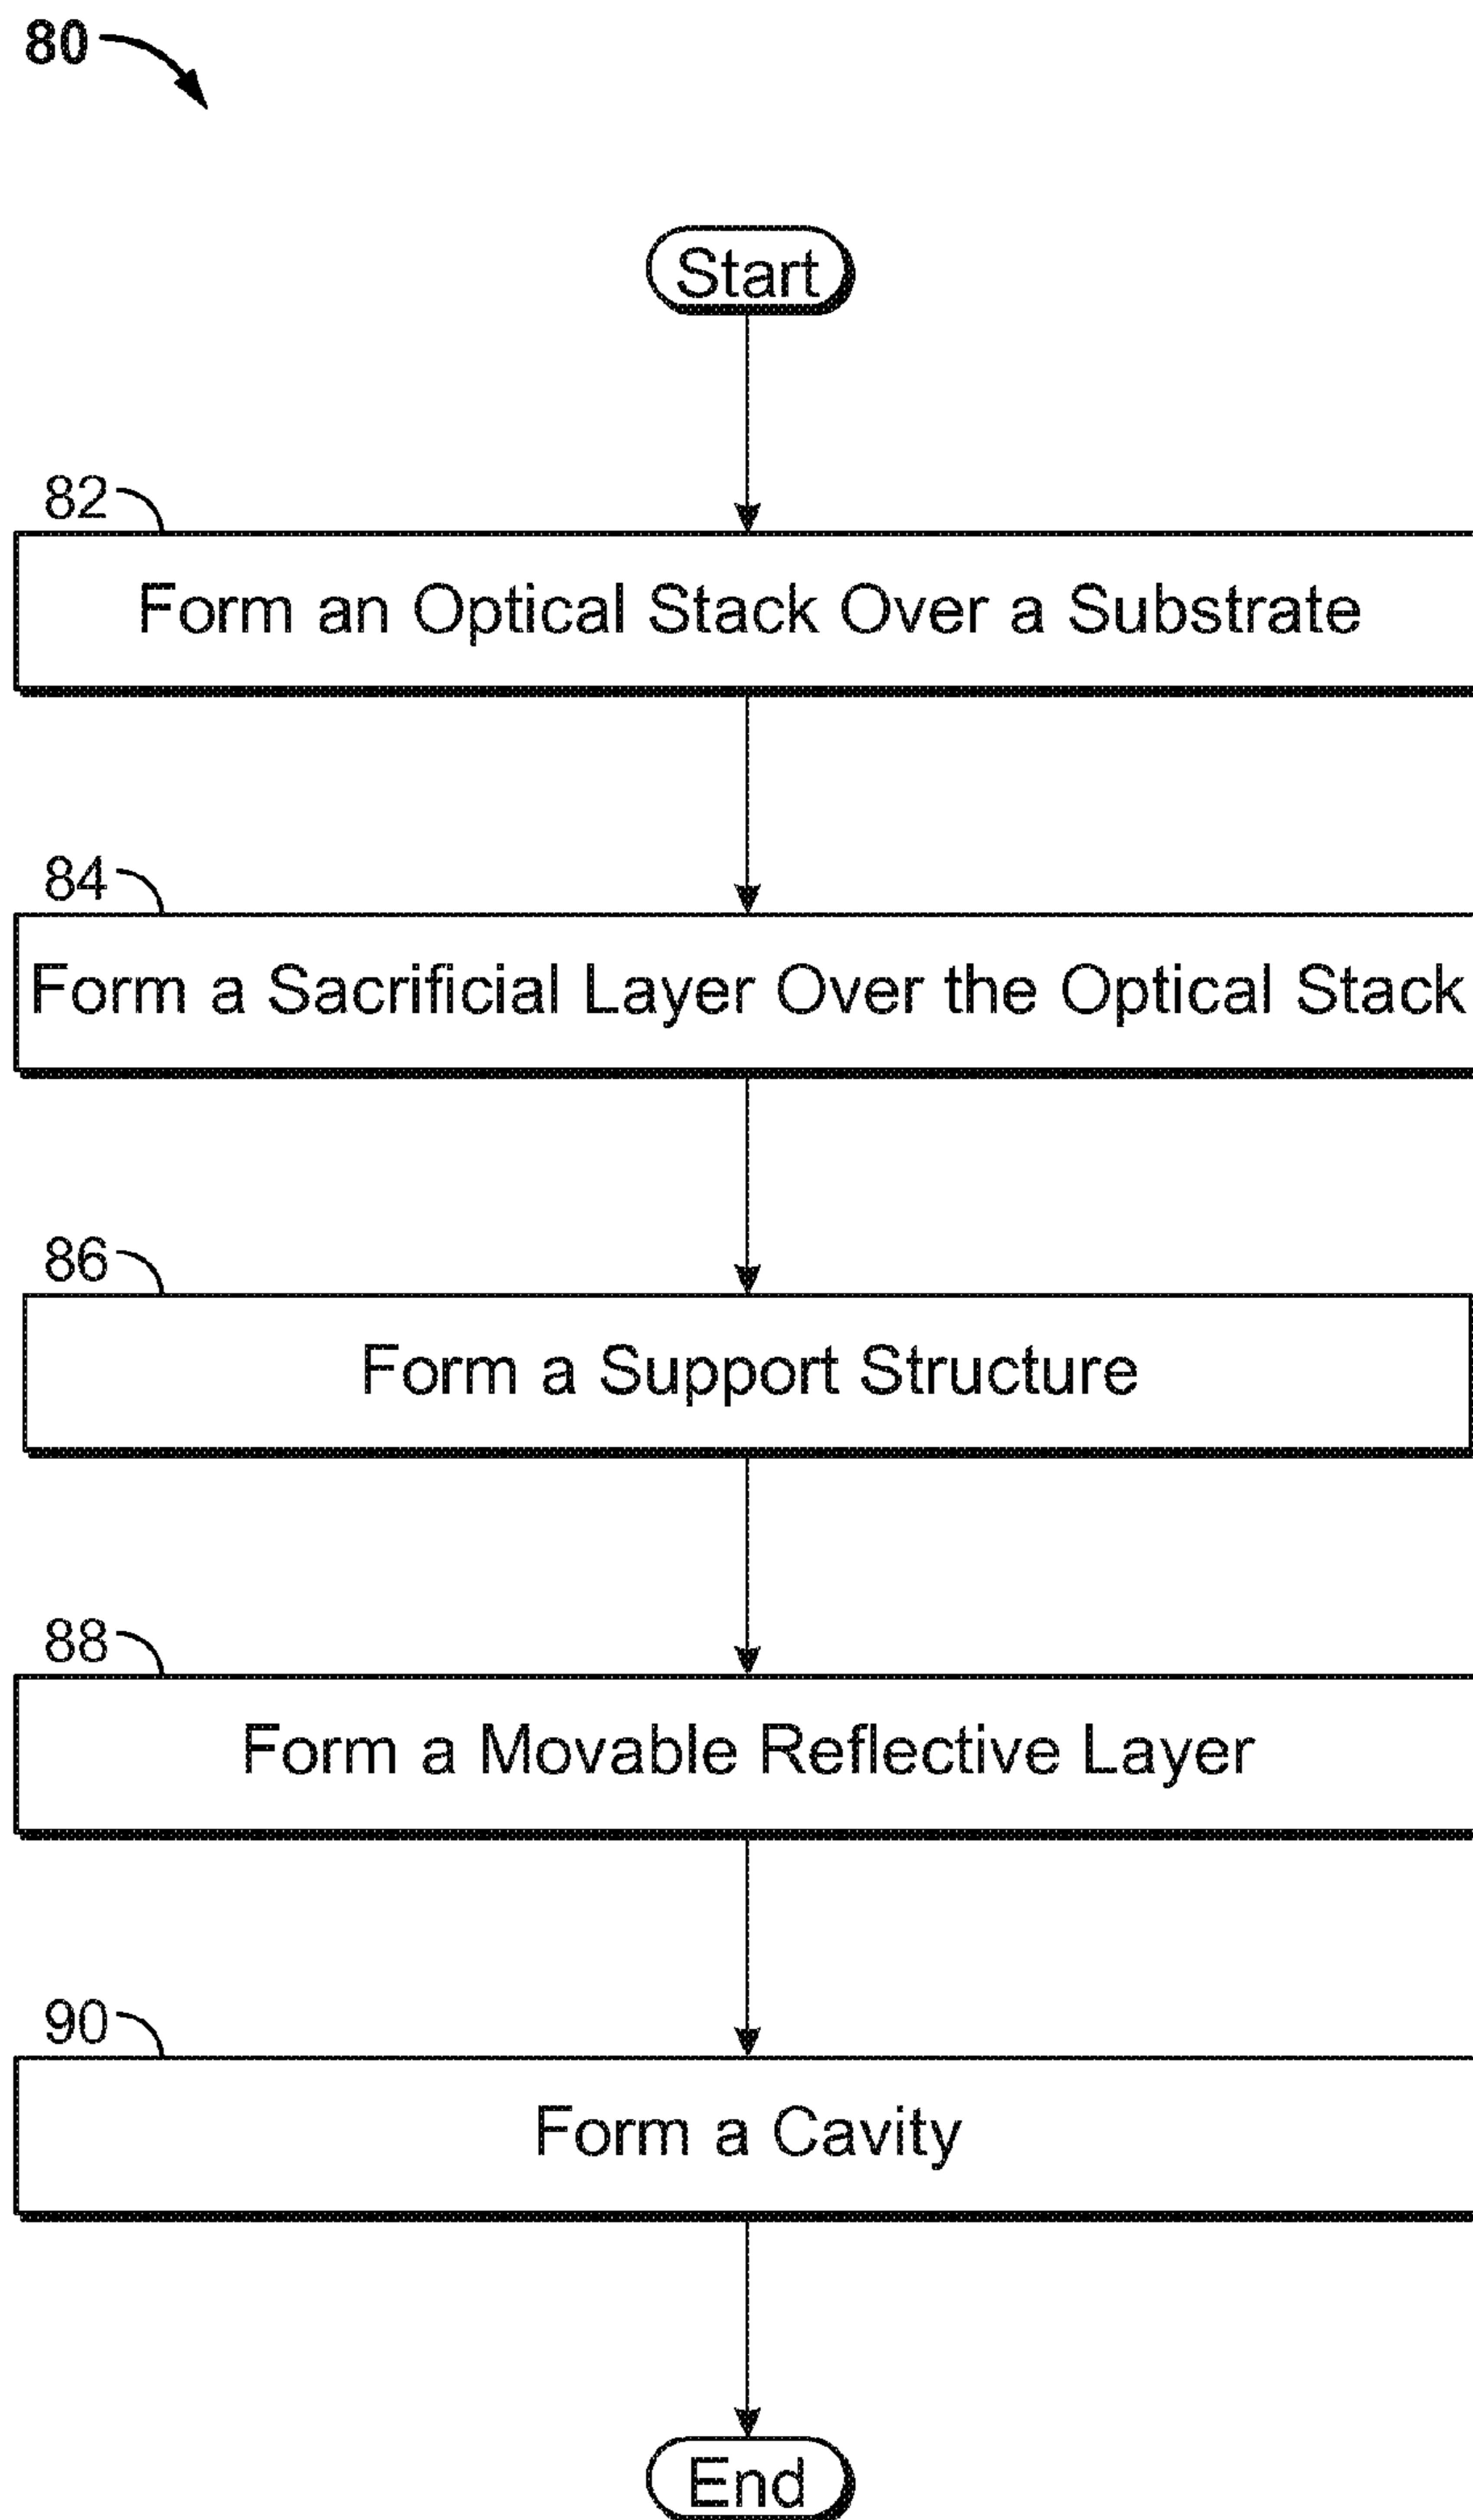 80
Start
82
Form an Optical Stack Over a Substrate
84
Form a Sacrificial Layer Over the Optical Stack
86
Form a Support Structure
88
Form a Movable Reflective Layer
90
Form a Cavity
End